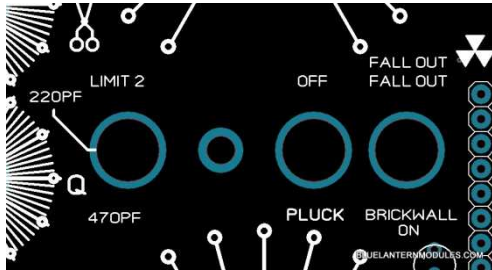 FALL OUT
LIMIT 2
OFF
FALL OUT
220PF
Q
470PF
PLUCK
BRICKWALL
ON
BLUELANTERNMODULES.COM